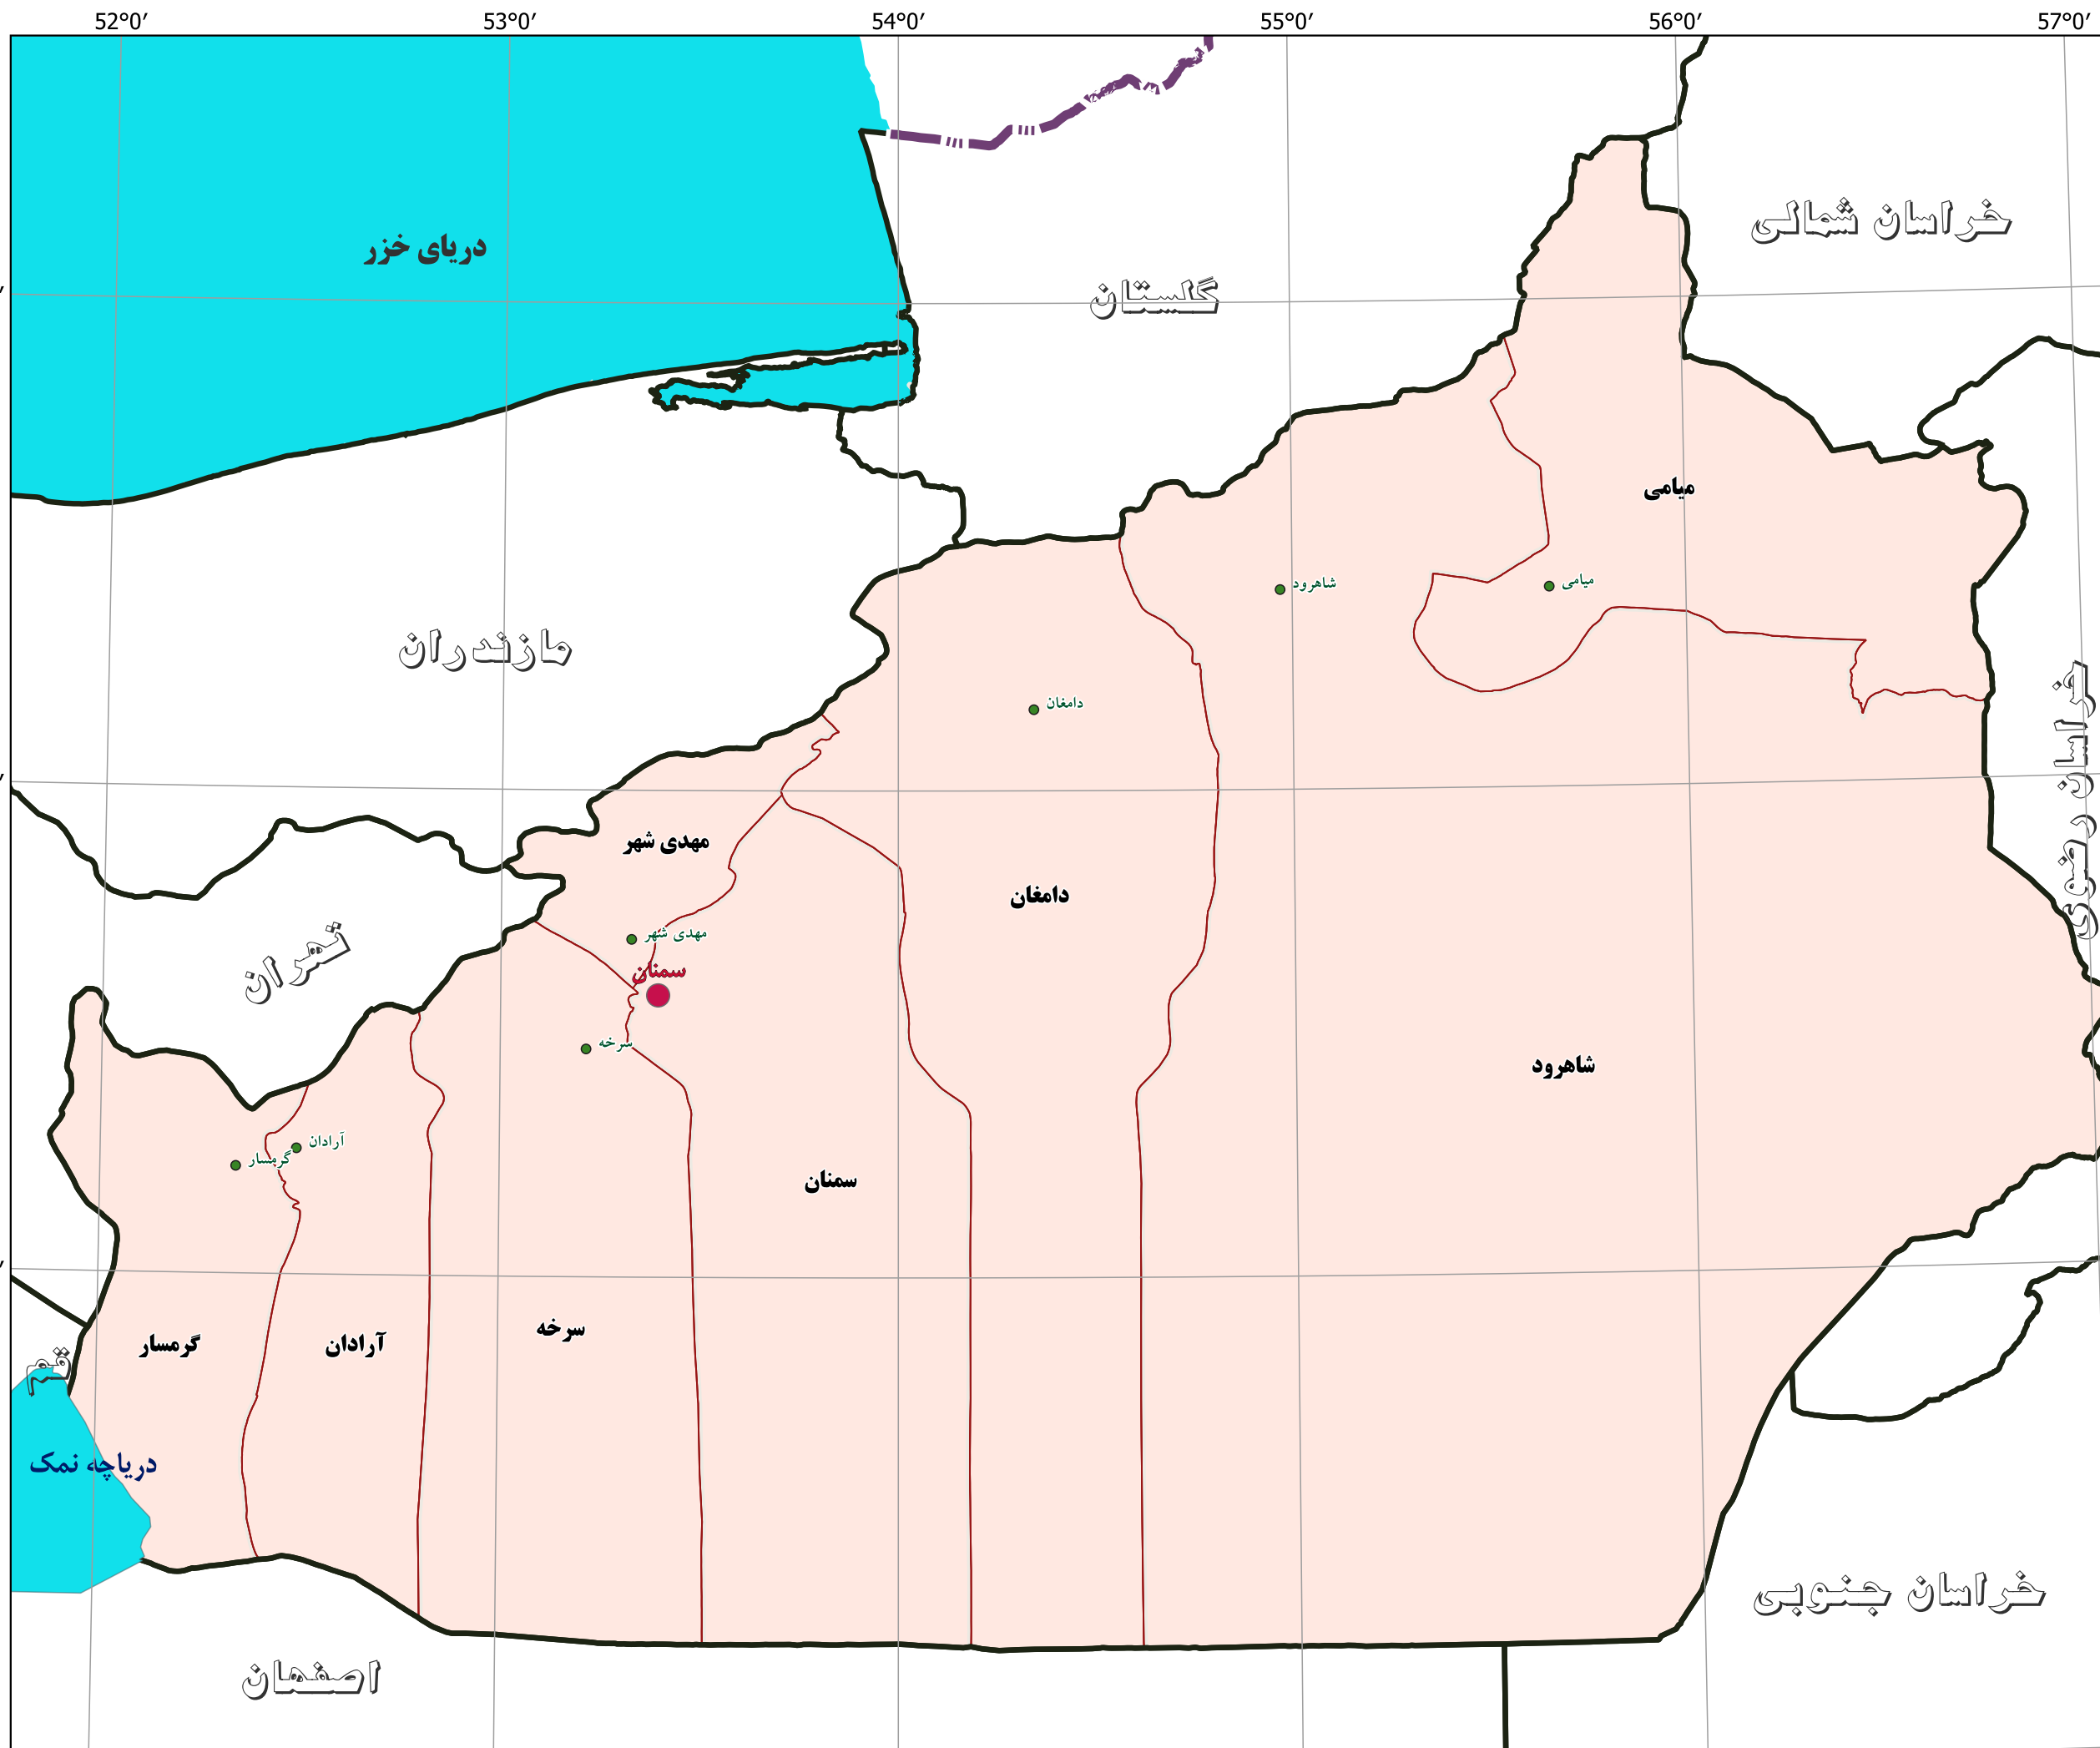 52°0′ 53°0′ 54°0′ 55°0′ 56°0′ 57°0′
خراسان شمالی
دریای خزر
گلستان
میامی
میامی
شاهرود
مازندران
دامغان
خراسان رضوی
مهدی شهر
دامغان
مهدی شهر
تهران
سمنان
سرخه
شاهرود
آرادان
گرمسار
سمنان
سرخه
آرادان
گرمسار
قم
دریاچه نمک
خراسان جنوبی
اصفهان